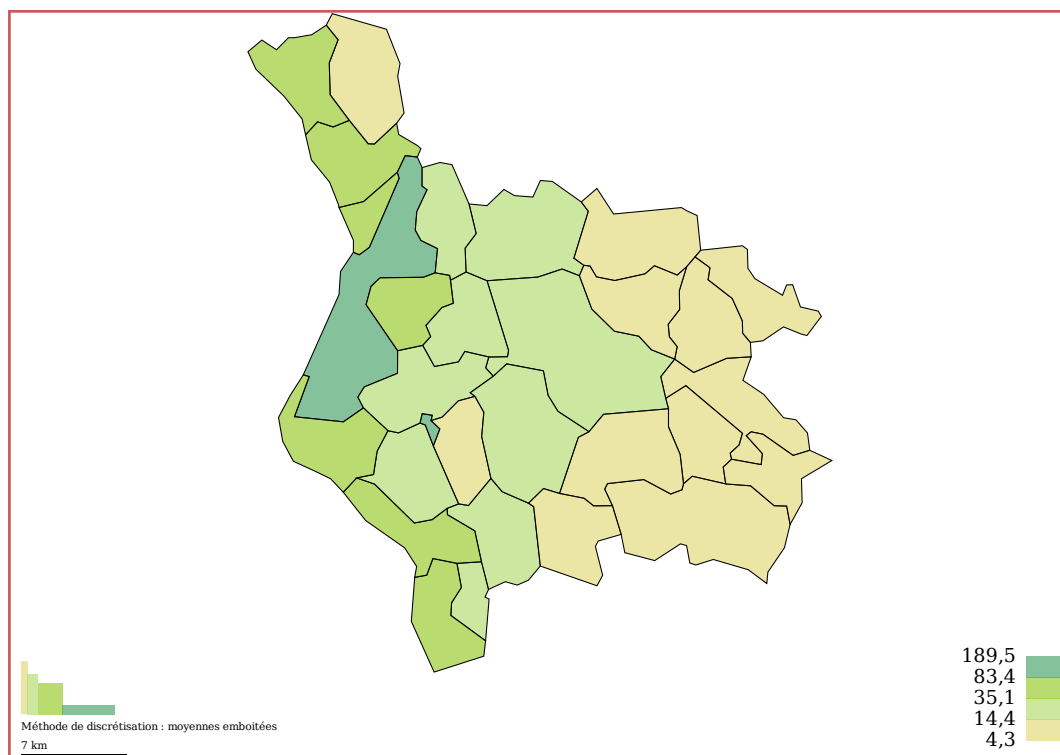 189,5
83,4
35,1
14,4
4,3
Méthode de discrétisation : moyennes emboitées
7 km